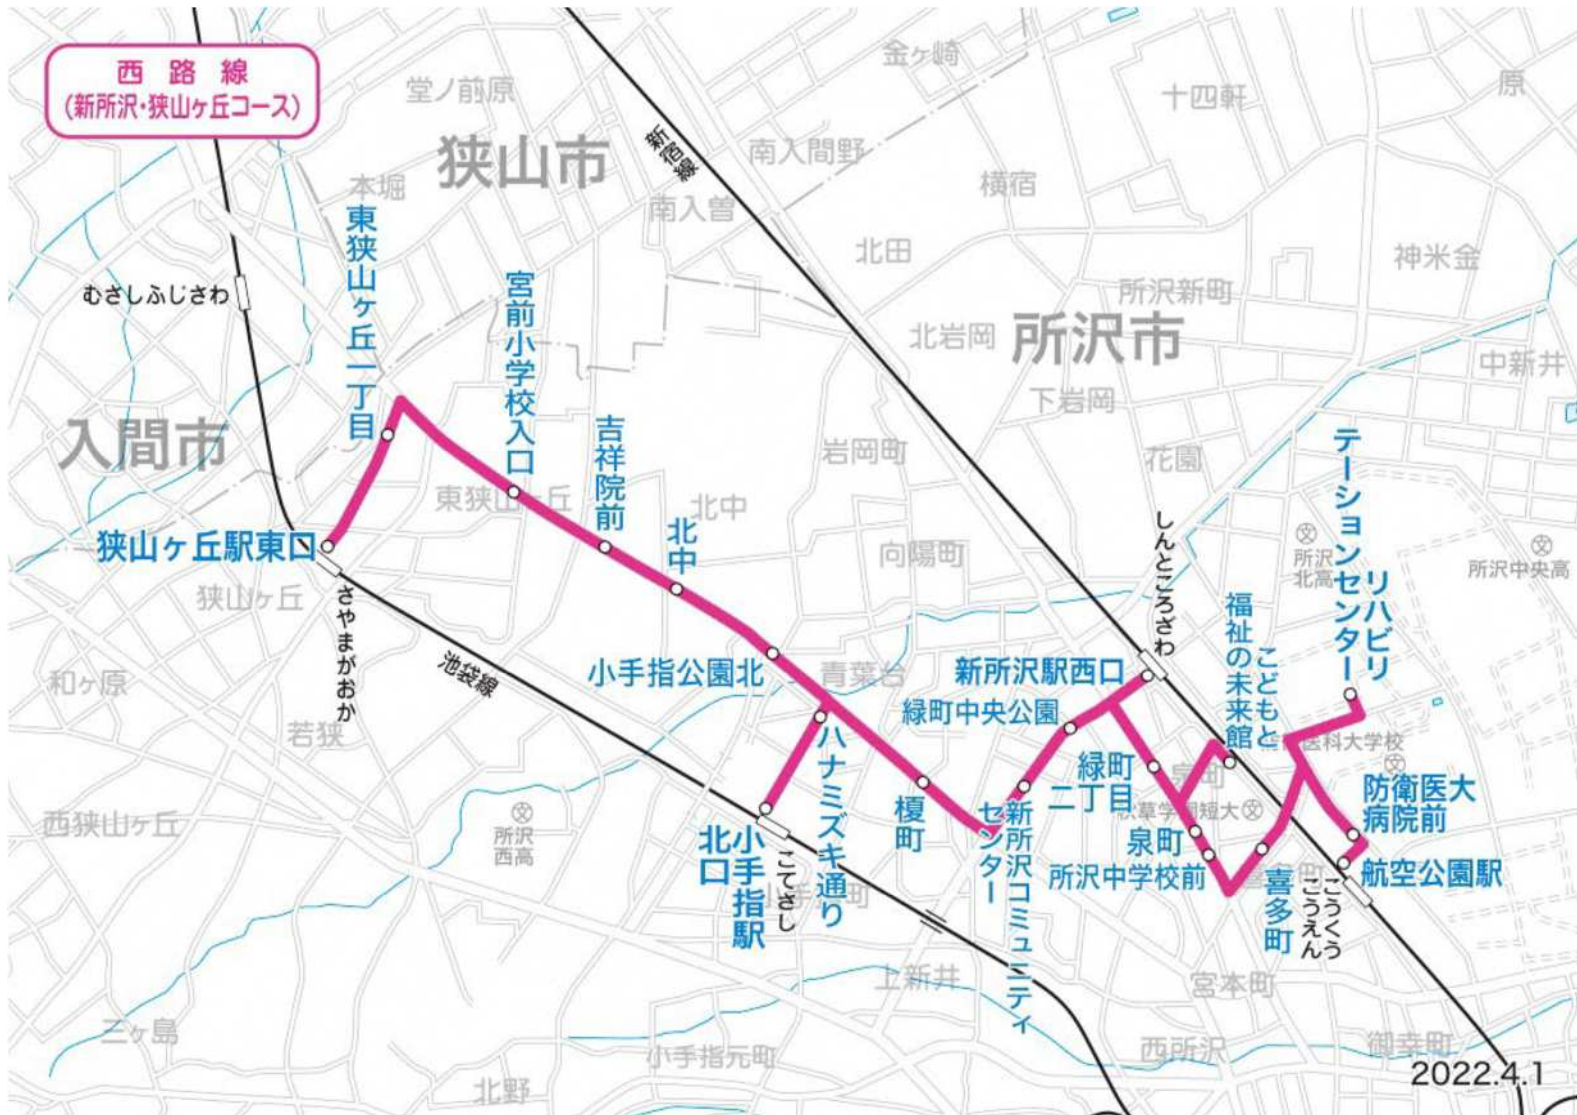 西路線
(新所沢・狭山ヶ丘コース)
堂ノ前原
金ヶ崎
十四軒
原
狭山市
新宿線
南入間野
本堀
南入曽
横宿
東狭山ヶ丘一丁目
北田
神米金
むさしふじさわ
宮前小学校入口
所沢新町
北岩岡
所沢市
中新井
下岩岡
入間市
吉祥院前
岩岡町
花園
リハビリ
テーションセンター
東狭山ヶ丘
北中
北中
しんところざわ
所沢
北高
所沢中央高
狭山ヶ丘駅東口
向陽町
狭山ヶ丘
さやまがおか
こどもと
福祉の未来館
池袋線
小手指公園北
青葉台
新所沢駅西口
和ヶ原
緑町中央公園
若狭
ハナミズキ通り
医科大学校
緑町
二丁目
泉町
防衛医大
病院前
西狭山ヶ丘
所沢
西高
榎町
新所沢コミュニティ
センター
秋草学園短大
泉町
小手指駅
北口
こてさし
所沢中学校前
喜多町
航空公園駅
こうくう
こうえん
上新井
宮本町
三ヶ島
小手指元町
西所沢
御幸町
北野
2022.4.1